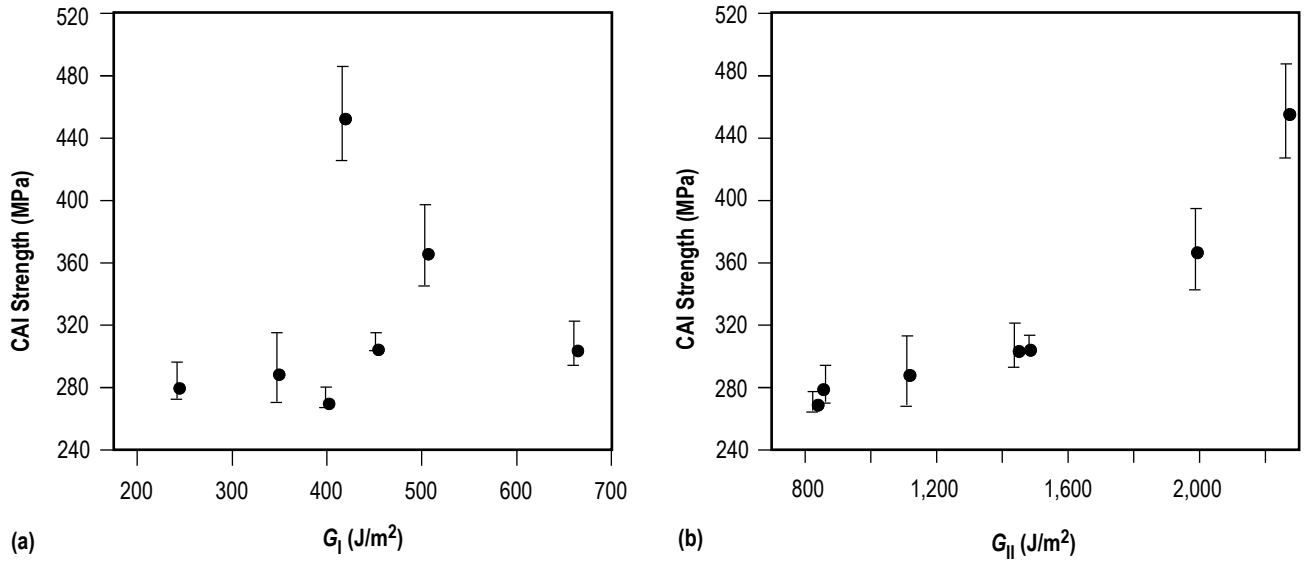 520
480
440
400
360
320
280
240
CAI Strength (MPa)
200 300 400 500 600 700
(a)
G_I (J/m²)
520
480
440
400
360
320
280
240
CAI Strength (MPa)
800 1,200 1,600 2,000
(b)
G_II (J/m²)